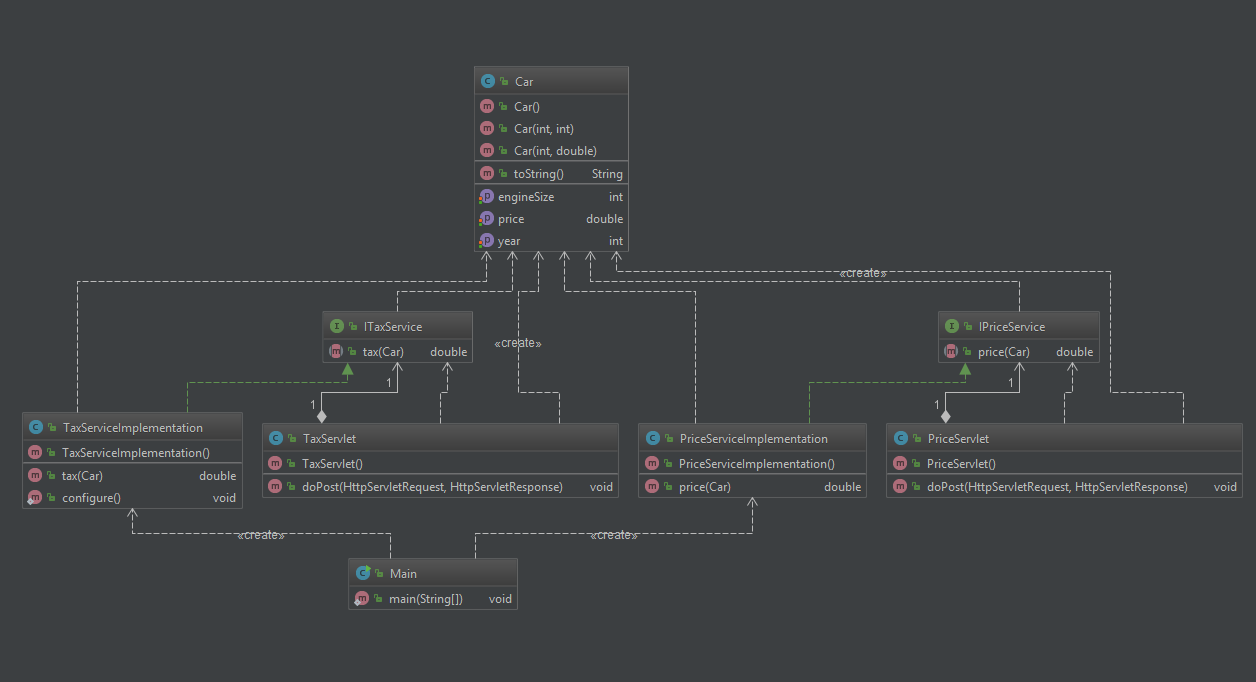 Car
Car()
Car(int, int)
Car(int, double)
toString() String
engineSize int
price double
year int
«create»
ITaxService
tax(Car) double
IPriceService
price(Car) double
«create»
1
1
1
1
TaxServiceImplementation
TaxServiceImplementation()
tax(Car) double
configure() void
TaxServlet
TaxServlet()
doPost(HttpServletRequest, HttpServletResponse) void
PriceServiceImplementation
PriceServiceImplementation()
price(Car) double
PriceServlet
PriceServlet()
doPost(HttpServletRequest, HttpServletResponse) void
«create»
«create»
Main
main(String[]) void